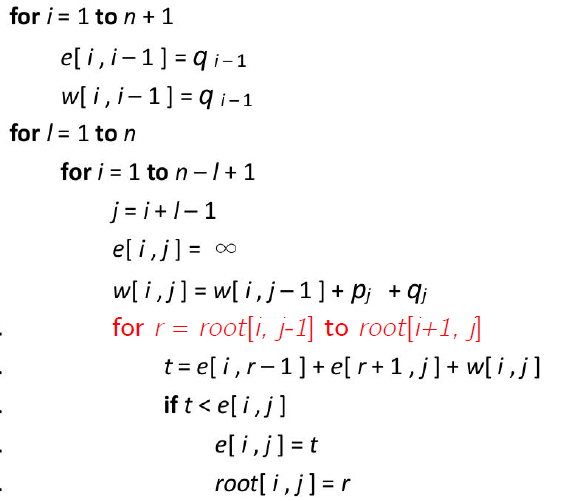 for i = 1 to n + 1
e[ i , i – 1 ] = q i – 1
w[ i , i – 1 ] = q i – 1
for l = 1 to n
for i = 1 to n – l + 1
j = i + l – 1
e[ i , j ] = ∞
w[ i , j ] = w[ i , j – 1 ] + pj + qj
for r = root[i, j-1] to root[i+1, j]
t = e[ i , r – 1 ] + e[ r + 1 , j ] + w[ i , j ]
if t < e[ i , j ]
e[ i , j ] = t
root[ i , j ] = r